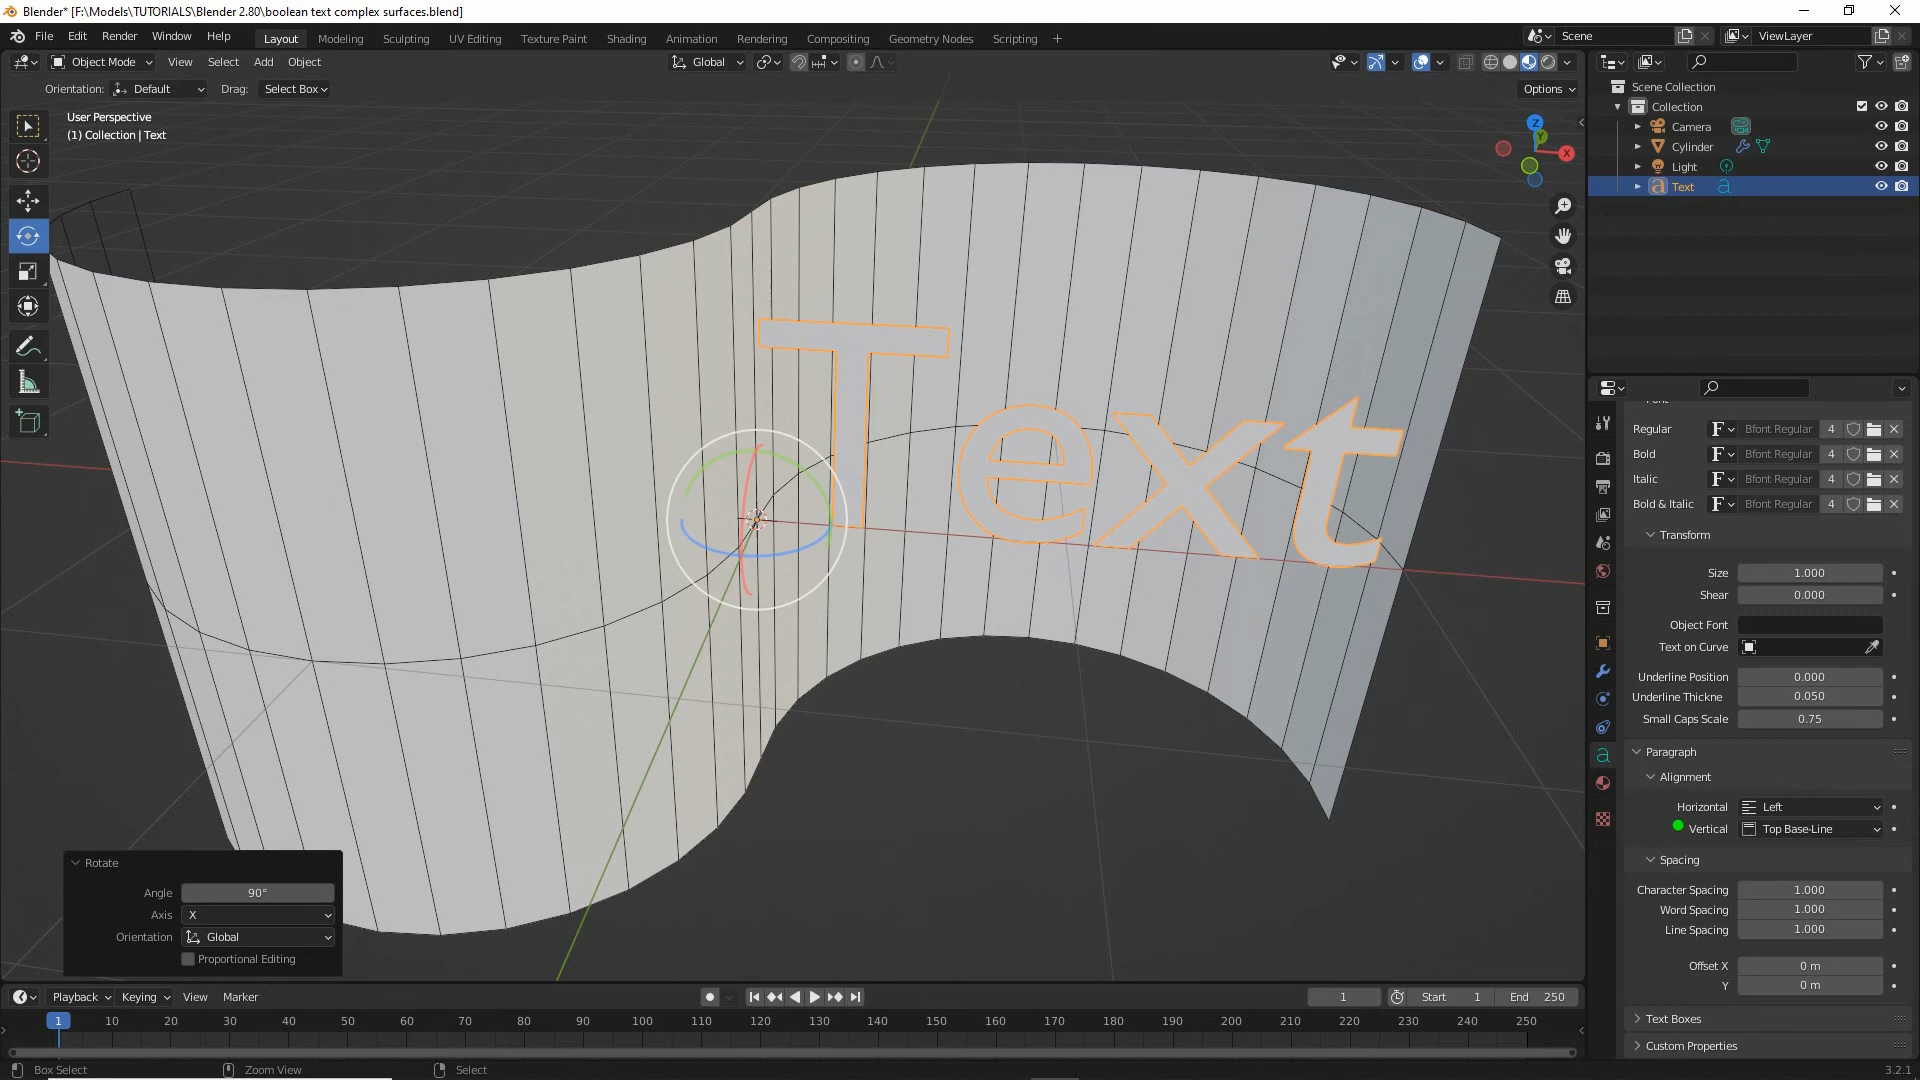 Blender* [F:\Models\TUTORIALS\Blender 2.80\boolean text complex surfaces.blend]
File Edit Render Window Help Layout Modeling Sculpting UV Editing Texture Paint Shading Animation Rendering Compositing Geometry Nodes Scripting + Scene ViewLayer
Object Mode View Select Add Object Global
Orientation: Default Drag: Select Box Options
User Perspective
(1) Collection | Text
Z
Y
X
Scene Collection
Collection
Camera
Cylinder
Light
Text
Text
Regular F Bfont Regular 4
Bold F Bfont Regular 4
Italic F Bfont Regular 4
Bold & Italic F Bfont Regular 4
Transform
Size 1.000
Shear 0.000
Object Font
Text on Curve
Underline Position 0.000
Underline Thickne 0.050
Small Caps Scale 0.75
Paragraph
Alignment
Horizontal Left
Vertical Top Base-Line
Spacing
Character Spacing 1.000
Word Spacing 1.000
Line Spacing 1.000
Offset X 0 m
Y 0 m
Text Boxes
Custom Properties
Rotate
Angle 90°
Axis X
Orientation Global
Proportional Editing
Playback Keying View Marker 1 Start 1 End 250
1 10 20 30 40 50 60 70 80 90 100 110 120 130 140 150 160 170 180 190 200 210 220 230 240 250
Box Select Zoom View Select 3.2.1